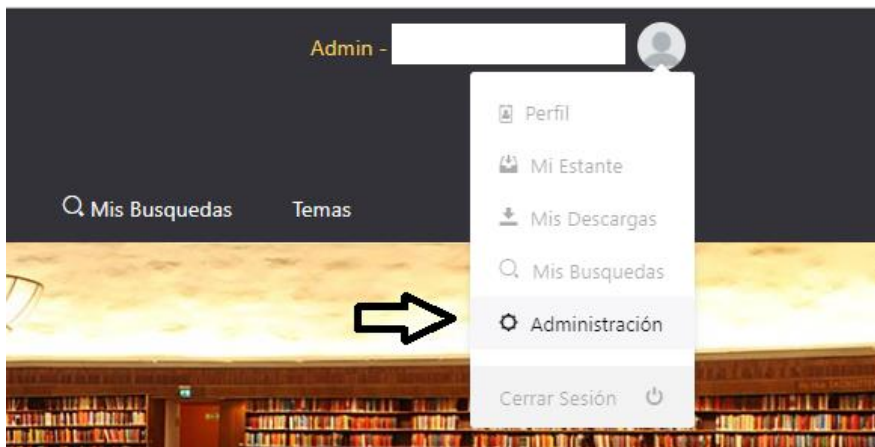 Admin -
Perfil
Mi Estante
Mis Busquedas
Temas
Mis Descargas
Mis Busquedas
Administración
Cerrar Sesión